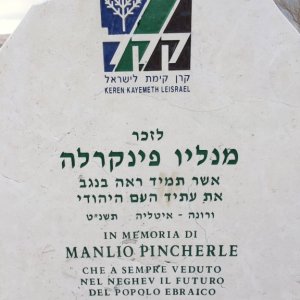 קקל
קרן קימת לישראל
KEREN KAYEMETH LEISRAEL
לזכר
מנליו פינקרלה
אשר תמיד ראה בנגב
את עתיד העם היהודי
ורונה - איטליה תשנ"ט
IN MEMORIA DI
MANLIO PINCHERLE
CHE A SEMPRE VEDUTO
NEL NEGHEV IL FUTURO
DEL POPOLO EBRAICO